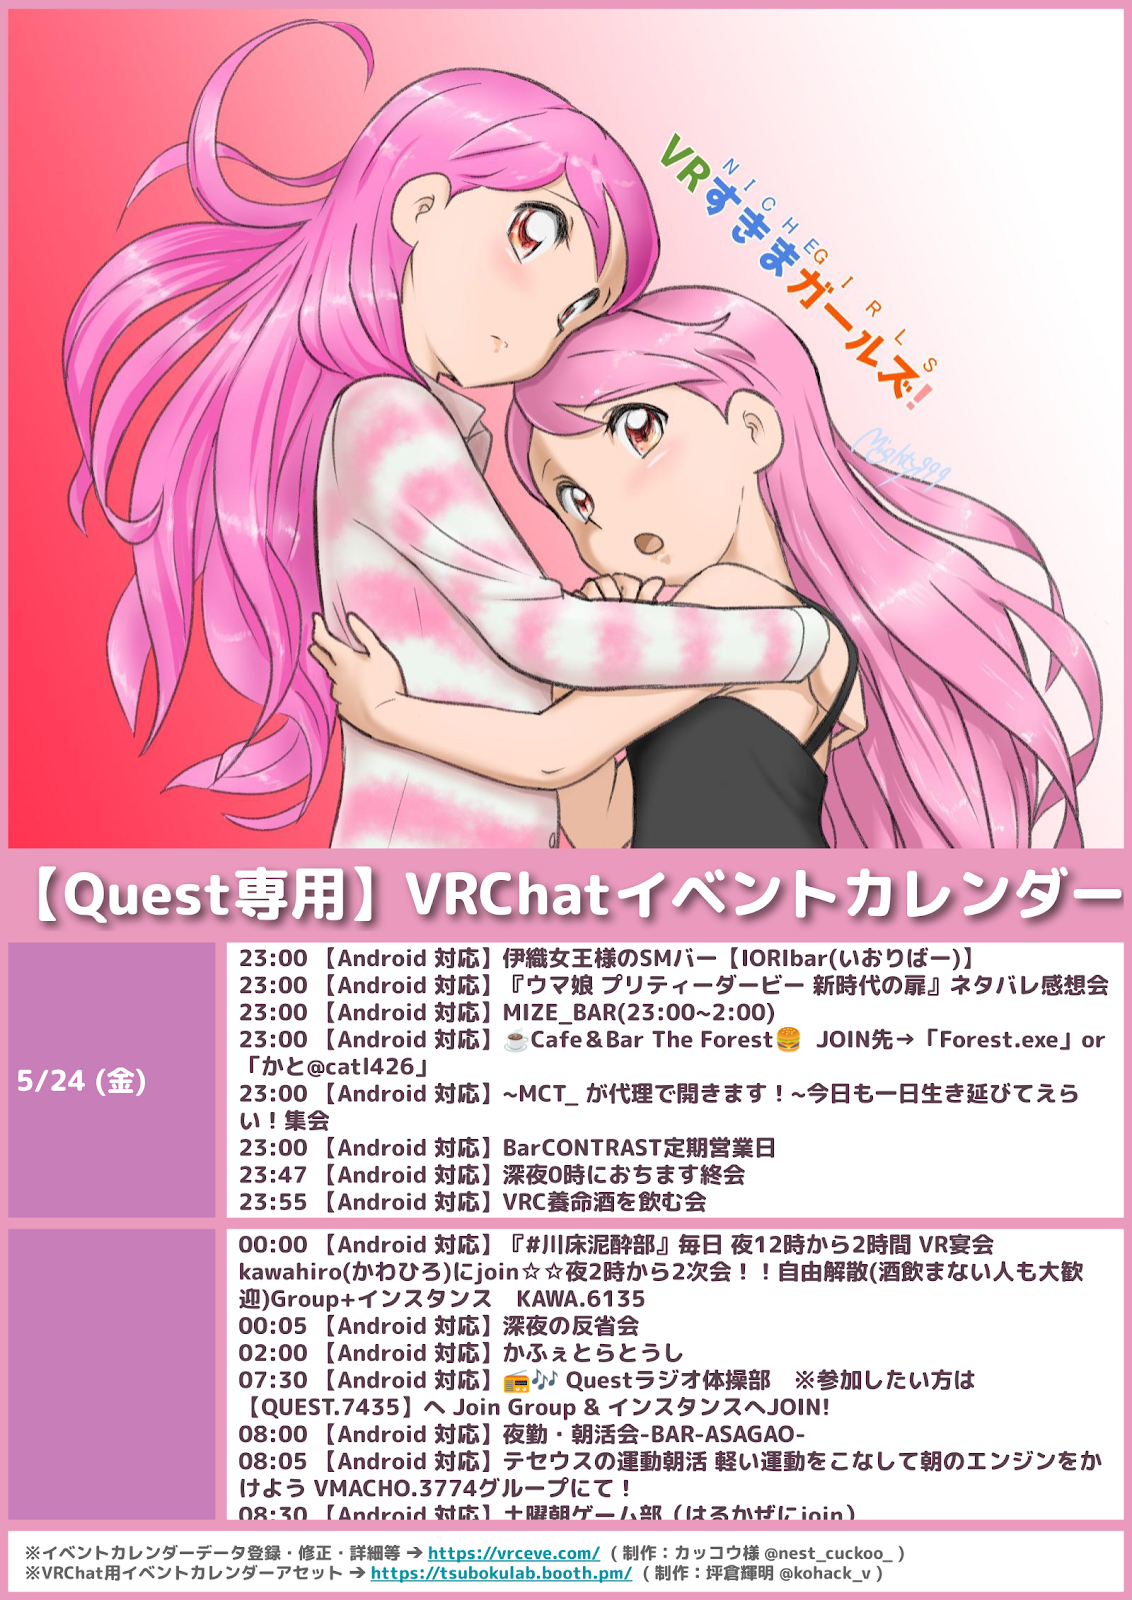 VRすきまガールズ!
NICHE GIRLS
Mighty999
【Quest専用】VRChatイベントカレンダー
5/24 (金)
23:00 【Android 対応】伊織女王様のSMバー【IORIbar(いおりばー)】
23:00 【Android 対応】『ウマ娘 プリティーダービー 新時代の扉』ネタバレ感想会
23:00 【Android 対応】MIZE_BAR(23:00~2:00)
23:00 【Android 対応】☕Cafe＆Bar The Forest🍔 JOIN先→「Forest.exe」or
「かと@catl426」
23:00 【Android 対応】~MCT_ が代理で開きます！~今日も一日生き延びてえら
い！集会
23:00 【Android 対応】BarCONTRAST定期営業日
23:47 【Android 対応】深夜0時におちます終会
23:55 【Android 対応】VRC養命酒を飲む会
00:00 【Android 対応】『#川床泥酔部』毎日 夜12時から2時間 VR宴会
kawahiro(かわひろ)にjoin☆☆夜2時から2次会！！自由解散(酒飲まない人も大歓
迎)Group+インスタンス　KAWA.6135
00:05 【Android 対応】深夜の反省会
02:00 【Android 対応】かふぇとらとうし
07:30 【Android 対応】📻🎶 Questラジオ体操部　※参加したい方は
【QUEST.7435】へ Join Group & インスタンスへJOIN!
08:00 【Android 対応】夜勤・朝活会-BAR-ASAGAO-
08:05 【Android 対応】テセウスの運動朝活 軽い運動をこなして朝のエンジンをか
けよう VMACHO.3774グループにて！
08:30 【Android 対応】土曜朝ゲーム部（はるかぜにjoin）
※イベントカレンダーデータ登録・修正・詳細等 ➔ https://vrceve.com/ ( 制作：カッコウ様 @nest_cuckoo_ )
※VRChat用イベントカレンダーアセット ➔ https://tsubokulab.booth.pm/ ( 制作：坪倉輝明 @kohack_v )